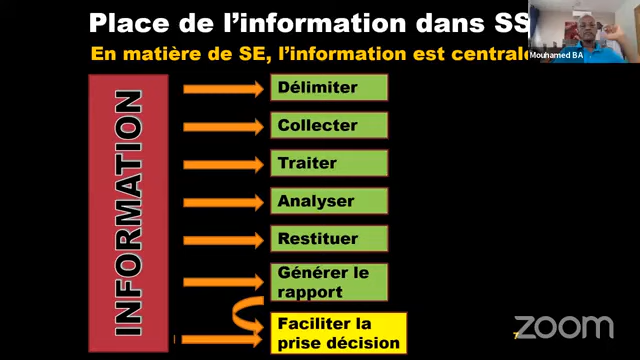 Place de l'information dans SS
En matière de SE, l'information est centrale
Mouhamed BA
INFORMATION
Délimiter
Collecter
Traiter
Analyser
Restituer
Générer le
rapport
Faciliter la
prise décision
zoom